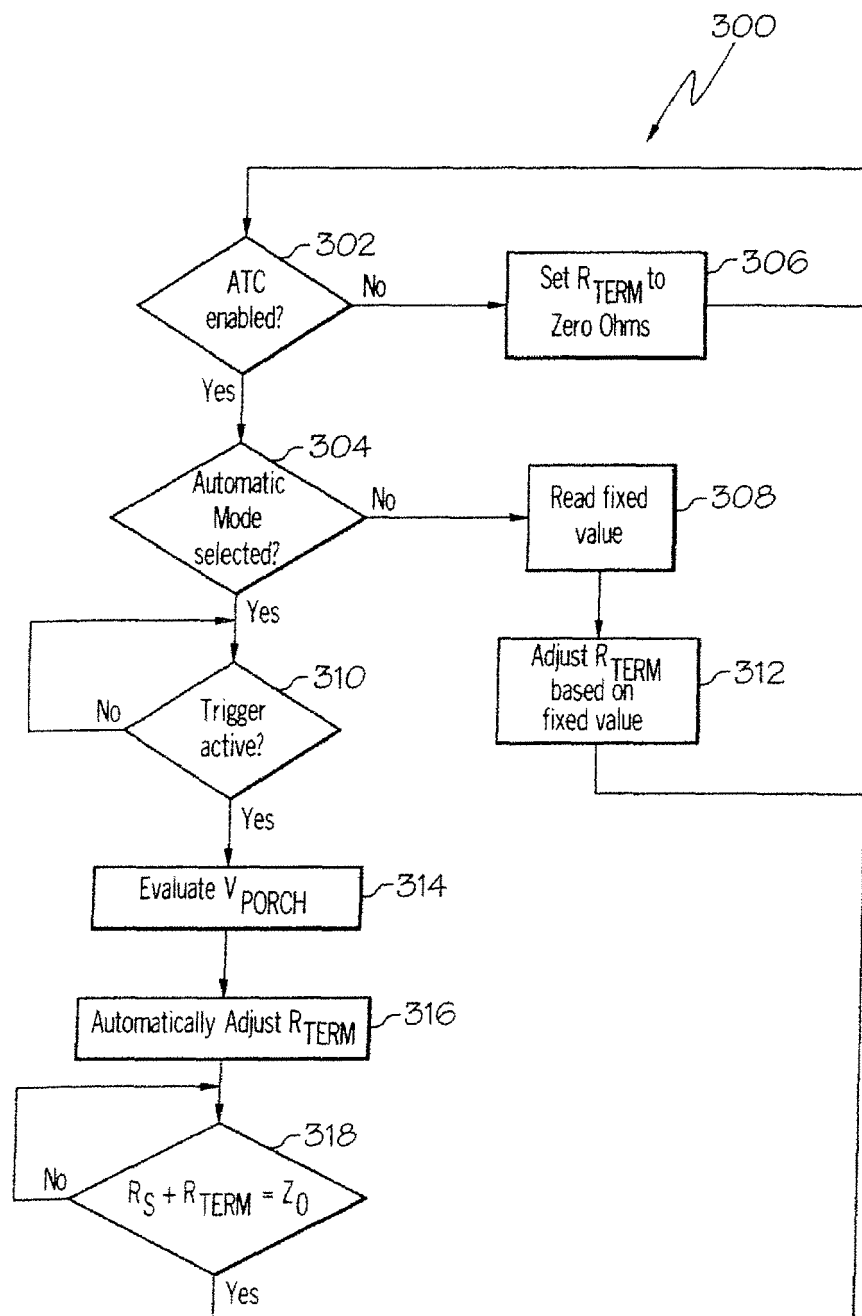 300
302
ATC
enabled?
No
Set R_TERM to
Zero Ohms
306
Yes
304
Automatic
Mode
selected?
No
Read fixed
value
308
Yes
310
Trigger
active?
No
Adjust R_TERM
based on
fixed value
312
Yes
Evaluate V_PORCH
314
Automatically Adjust R_TERM
316
318
No
R_S + R_TERM = Z_0
Yes